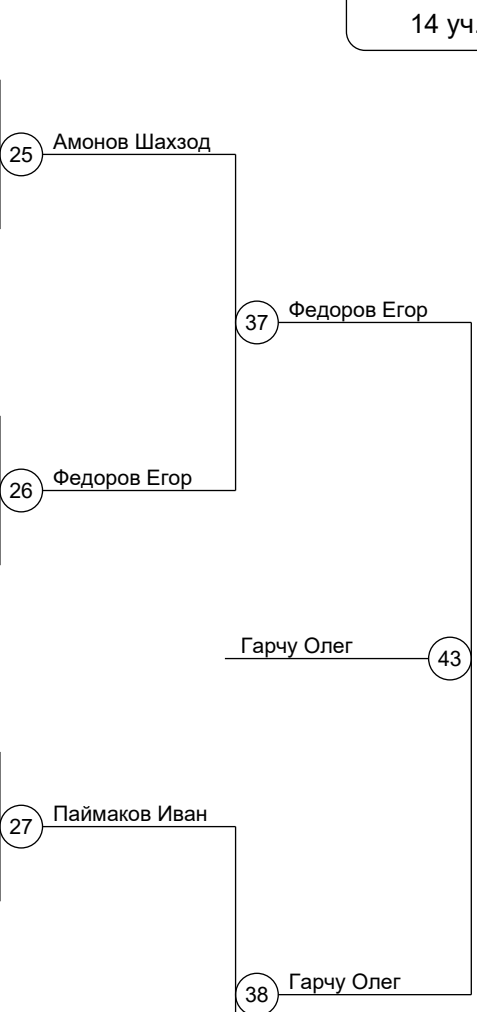 14 уч.
25 Амонов Шахзод
37 Федоров Егор
26 Федоров Егор
Гарчу Олег 43
27 Паймаков Иван
38 Гарчу Олег